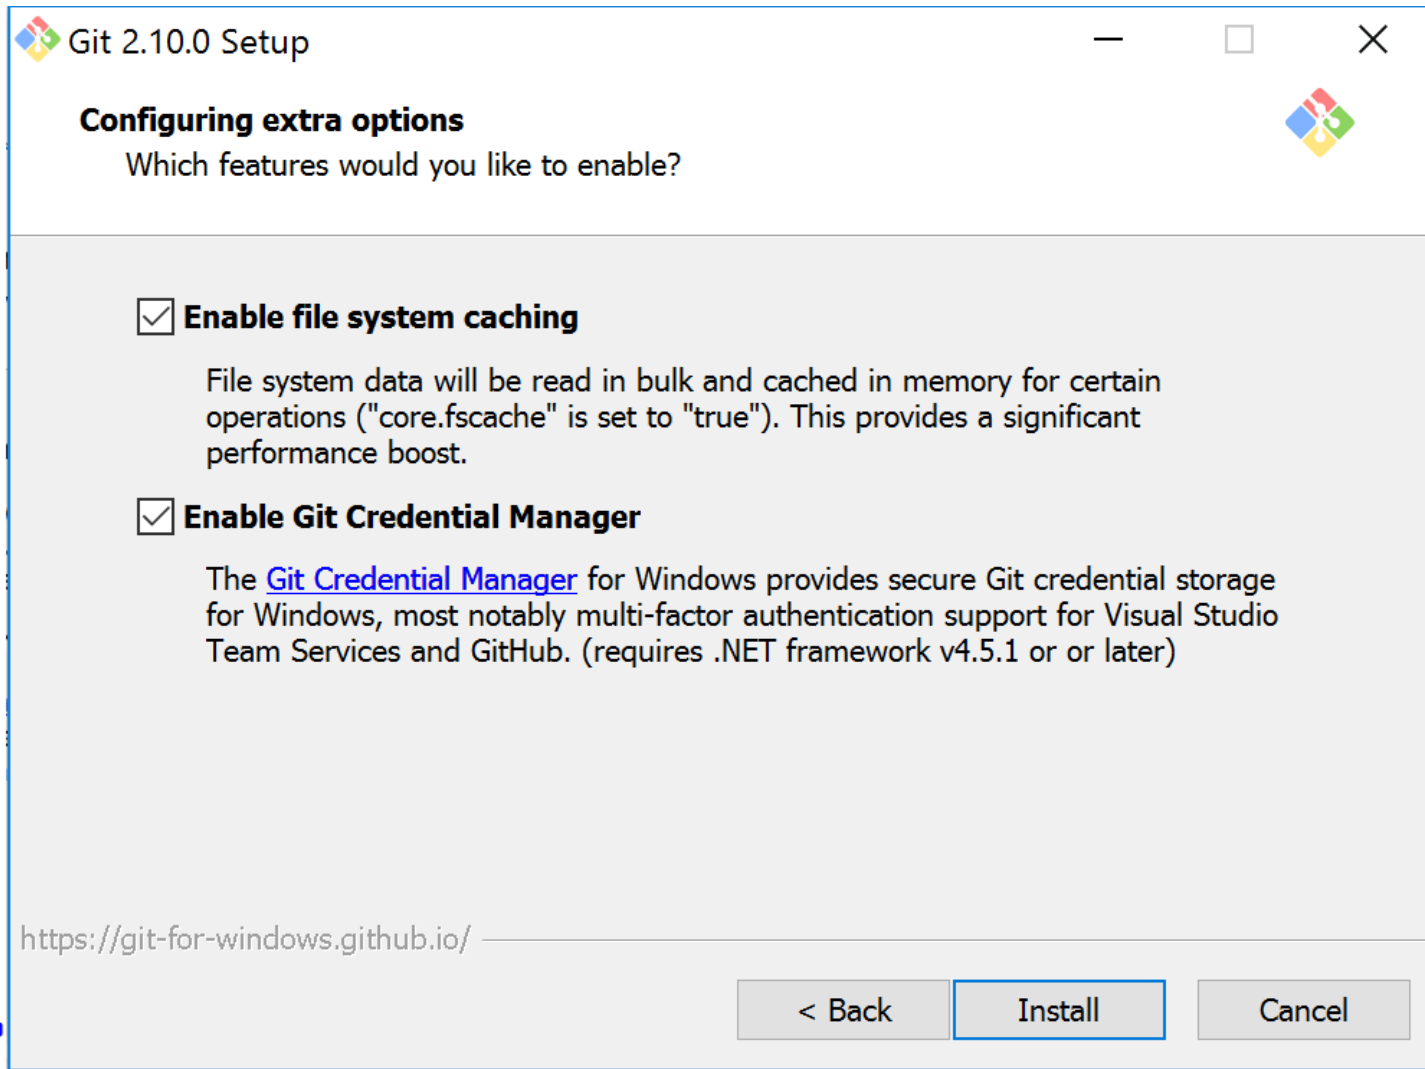 Git 2.10.0 Setup
Configuring extra options
Which features would you like to enable?
Enable file system caching
File system data will be read in bulk and cached in memory for certain
operations ("core.fscache" is set to "true"). This provides a significant
performance boost.
Enable Git Credential Manager
The Git Credential Manager for Windows provides secure Git credential storage
for Windows, most notably multi-factor authentication support for Visual Studio
Team Services and GitHub. (requires .NET framework v4.5.1 or or later)
https://git-for-windows.github.io/
< Back
Install
Cancel